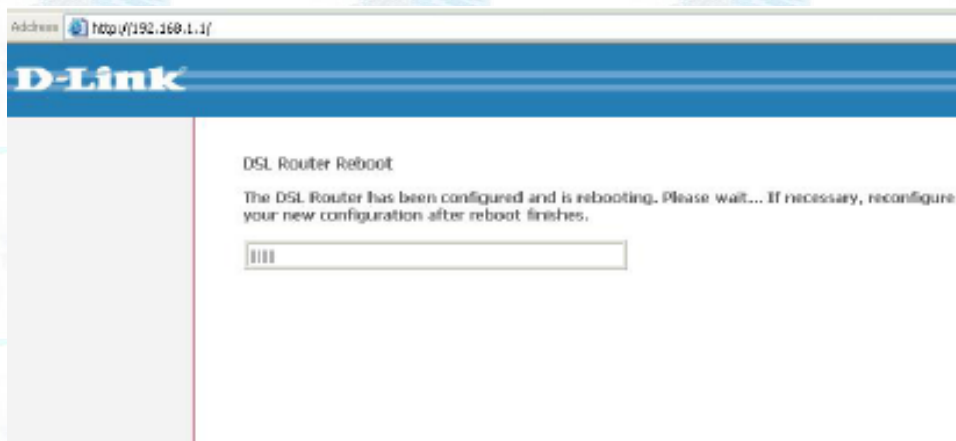 Address http://192.168.1.1/
D-Link
DSL Router Reboot
The DSL Router has been configured and is rebooting. Please wait... If necessary, reconfigure
your new configuration after reboot finishes.